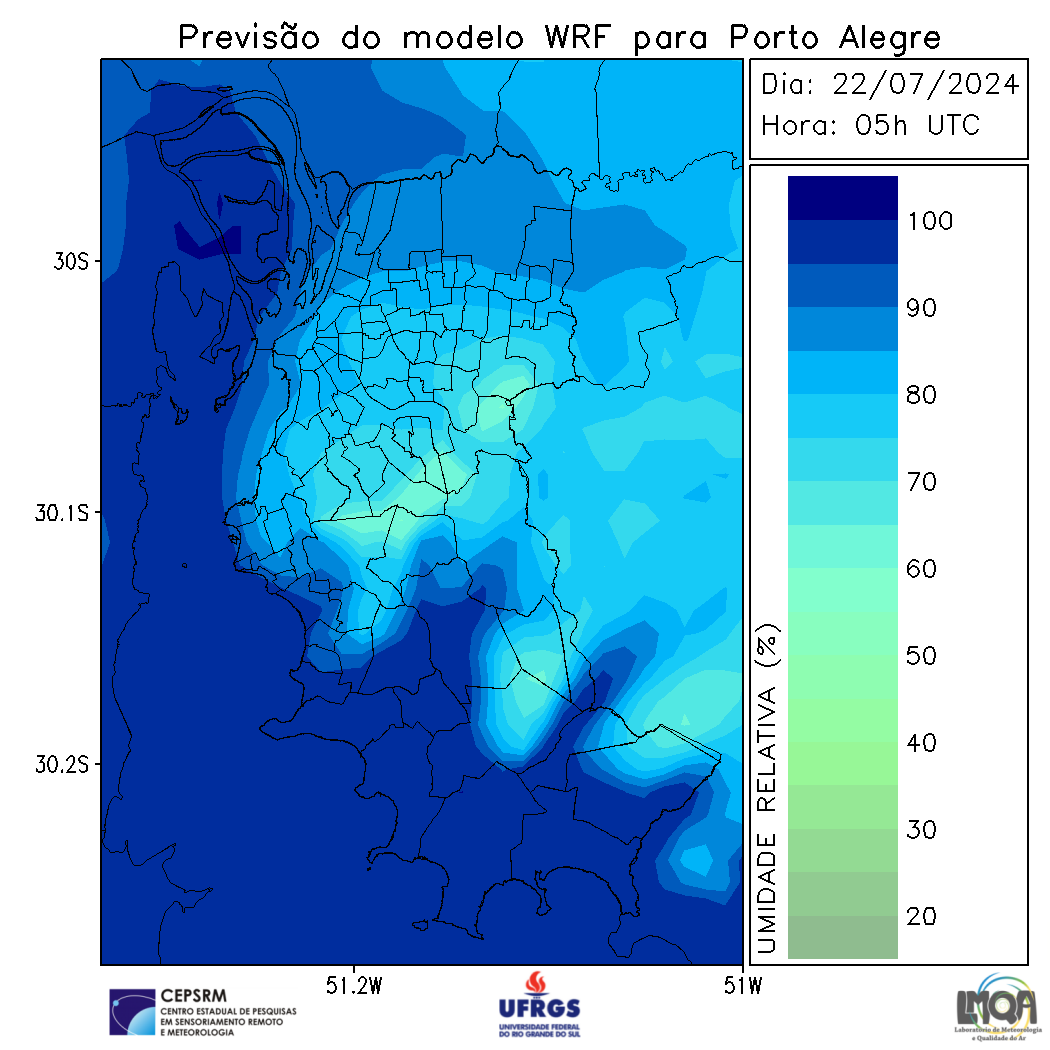 Previsão do modelo WRF para Porto Alegre
Dia: 22/07/2024
Hora: 05h UTC
100
90
80
70
60
50
40
30
20
UMIDADE RELATIVA (%)
30S
30.1S
30.2S
51.2W
51W
CEPSRM
CENTRO ESTADUAL DE PESQUISAS
EM SENSORIAMENTO REMOTO
E METEOROLOGIA
UFRGS
UNIVERSIDADE FEDERAL
DO RIO GRANDE DO SUL
LMQA
Laboratório de Meteorologia
e Qualidade do Ar